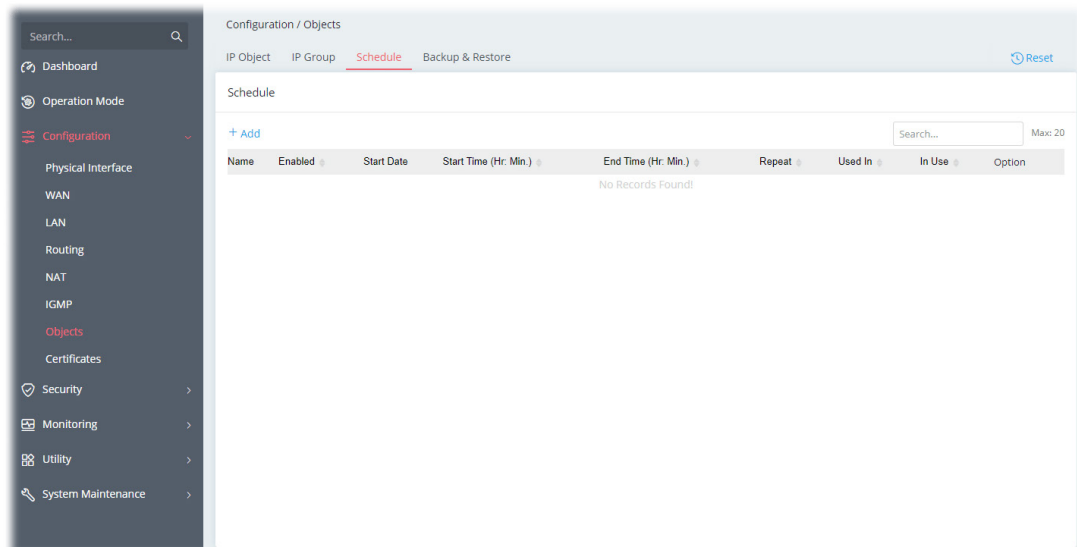 Search...
Dashboard
Operation Mode
Configuration
Physical Interface
WAN
LAN
Routing
NAT
IGMP
Objects
Certificates
Security
Monitoring
Utility
System Maintenance
Configuration / Objects
IP Object IP Group Schedule Backup & Restore Reset
Schedule
+ Add Search... Max: 20
Name Enabled Start Date Start Time (Hr: Min.) End Time (Hr: Min.) Repeat Used In In Use Option
No Records Found!